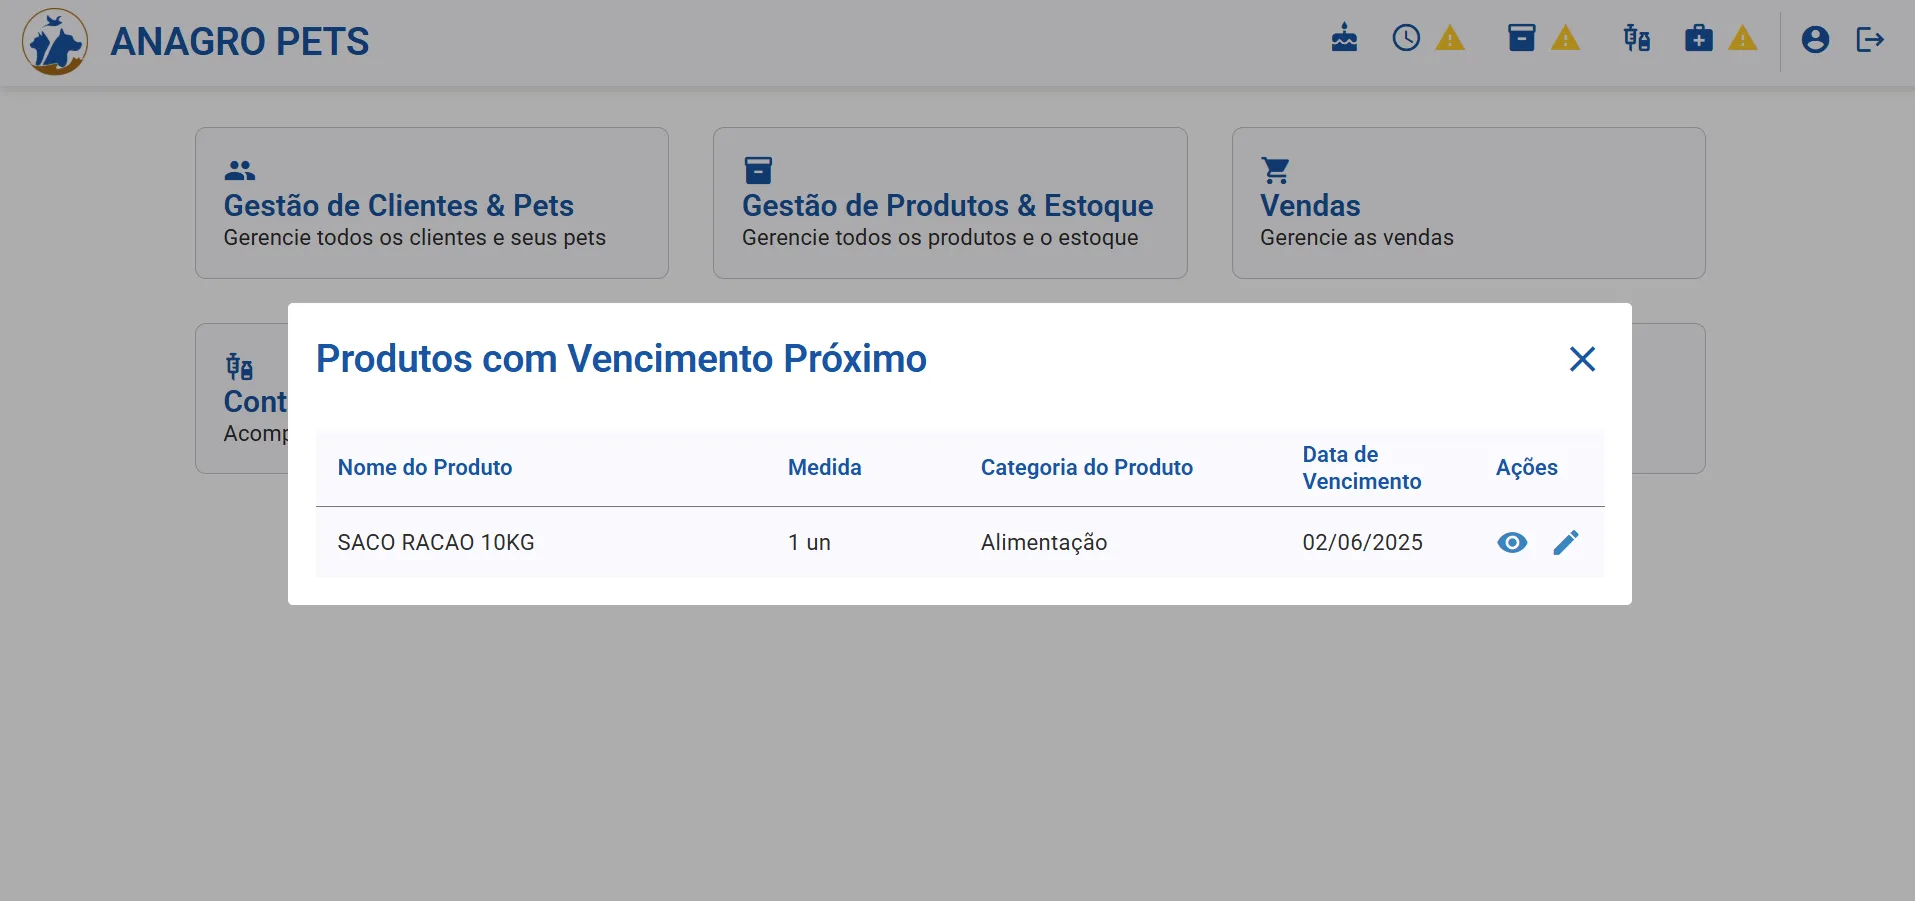 ANAGRO PETS
Gestão de Clientes & Pets
Gerencie todos os clientes e seus pets
Gestão de Produtos & Estoque
Gerencie todos os produtos e o estoque
Vendas
Gerencie as vendas
Cont
Acomp
Produtos com Vencimento Próximo
Nome do Produto
Medida
Categoria do Produto
Data de
Vencimento
Ações
SACO RACAO 10KG
1 un
Alimentação
02/06/2025